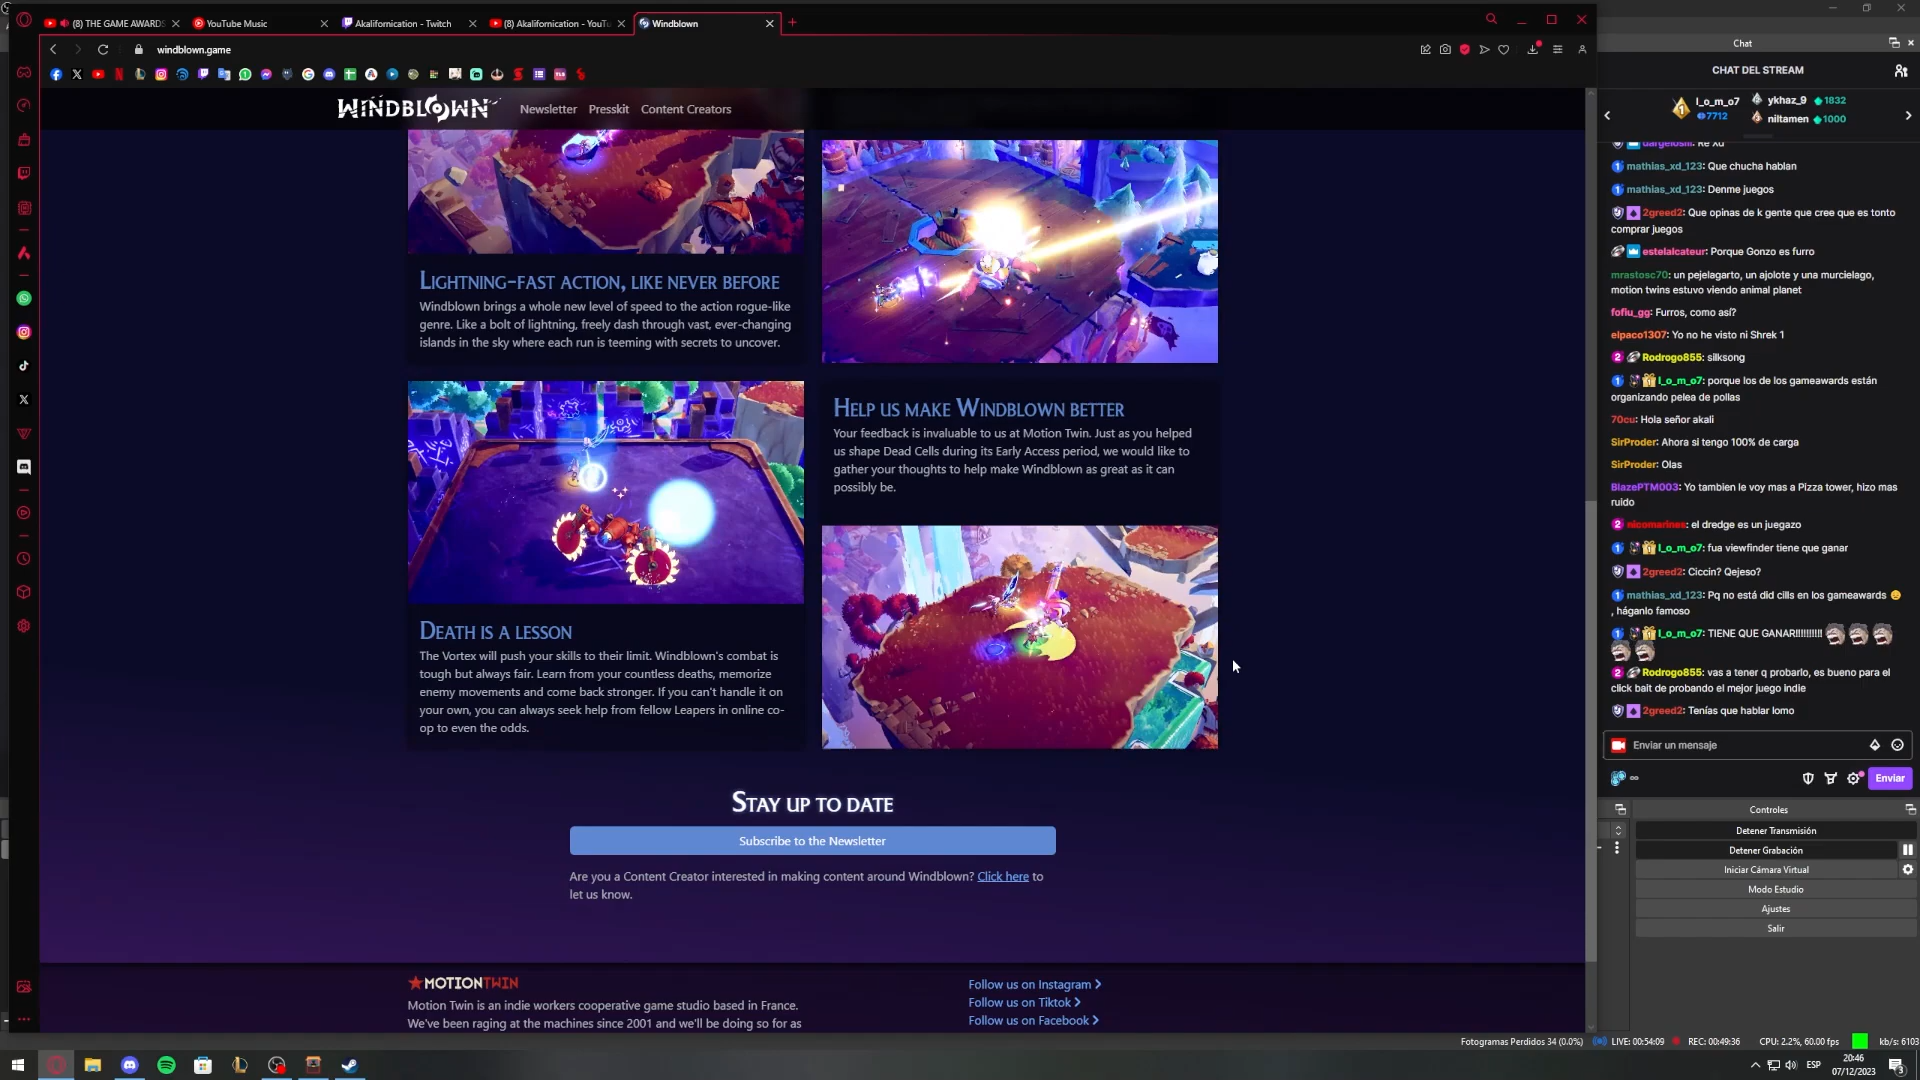 (8) THE GAME AWARDS
YouTube Music
Akalifornication - Twitch
(8) Akalifornication - YouTu
Windblown
windblown.game
WINDBLOWN
Newsletter
Presskit
Content Creators
LIGHTNING-FAST ACTION, LIKE NEVER BEFORE
Windblown brings a whole new level of speed to the action rogue-like
genre. Like a bolt of lightning, freely dash through vast, ever-changing
islands in the sky where each run is teeming with secrets to uncover.
HELP US MAKE WINDBLOWN BETTER
Your feedback is invaluable to us at Motion Twin. Just as you helped
us shape Dead Cells during its Early Access period, we would like to
gather your thoughts to help make Windblown as great as it can
possibly be.
DEATH IS A LESSON
The Vortex will push your skills to their limit. Windblown's combat is
tough but always fair. Learn from your countless deaths, memorize
enemy movements and come back stronger. If you can't handle it on
your own, you can always seek help from fellow Leapers in online co-
op to even the odds.
STAY UP TO DATE
Subscribe to the Newsletter
Are you a Content Creator interested in making content around Windblown? Click here to
let us know.
MOTIONTWIN
Motion Twin is an indie workers cooperative game studio based in France.
We've been raging at the machines since 2001 and we'll be doing so for as
Follow us on Instagram
Follow us on Tiktok
Follow us on Facebook
Chat
CHAT DEL STREAM
l_o_m_o7
7712
ykhaz_9 1832
niltamen 1000
mathias_xd_123: Que chucha hablan
mathias_xd_123: Denme juegos
2greed2: Que opinas de k gente que cree que es tonto
comprar juegos
estelalcateur: Porque Gonzo es furro
mrastosc70: un pejelagarto, un ajolote y una murcielago,
motion twins estuvo viendo animal planet
fofiu_gg: Furros, como así?
elpaco1307: Yo no he visto ni Shrek 1
2 Rodrogo855: silksong
l_o_m_o7: porque los de los gameawards están
organizando pelea de pollas
70cu: Hola señor akali
SirProder: Ahora si tengo 100% de carga
SirProder: Olas
BlazePTM003: Yo tambien le voy mas a Pizza tower, hizo mas
ruido
2 nicomarines: el dredge es un juegazo
l_o_m_o7: fua viewfinder tiene que ganar
2greed2: Ciccin? Qejeso?
mathias_xd_123: Pq no está did cills en los gameawards
, háganlo famoso
l_o_m_o7: TIENE QUE GANAR!!!!!!!!!!
2 Rodrogo855: vas a tener q probarlo, es bueno para el
click bait de probando el mejor juego indie
2greed2: Tenías que hablar lomo
Enviar un mensaje
Enviar
Controles
Detener Transmisión
Detener Grabación
Iniciar Cámara Virtual
Modo Estudio
Ajustes
Salir
Fotogramas Perdidos 34 (0.0%)
LIVE: 00:54:09
REC: 00:49:36
CPU: 2.2%, 60.00 fps
kb/s: 6103
ESP
20:46
07/12/2023
3